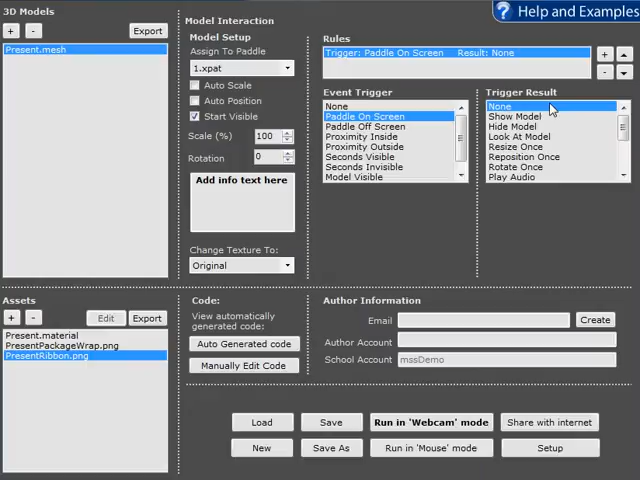 Help and Examples
3D Models
+ - Export
Present.mesh
Model Interaction
Model Setup
Assign To Paddle
1.xpat
Auto Scale
Auto Position
Start Visible
Scale (%) 100
Rotation 0
Add info text here
Change Texture To:
Original
Rules
Trigger: Paddle On Screen Result: None
+
-
Event Trigger
None
Paddle On Screen
Paddle Off Screen
Proximity Inside
Proximity Outside
Seconds Visible
Seconds Invisible
Model Visible
Trigger Result
None
Show Model
Hide Model
Look At Model
Resize Once
Reposition Once
Rotate Once
Play Audio
Assets
+ - Edit Export
Present.material
PresentPackageWrap.png
PresentRibbon.png
Code:
View automatically
generated code:
Auto Generated code
Manually Edit Code
Author Information
Email Create
Author Account
School Account mssDemo
Load Save Run in 'Webcam' mode Share with internet
New Save As Run in 'Mouse' mode Setup